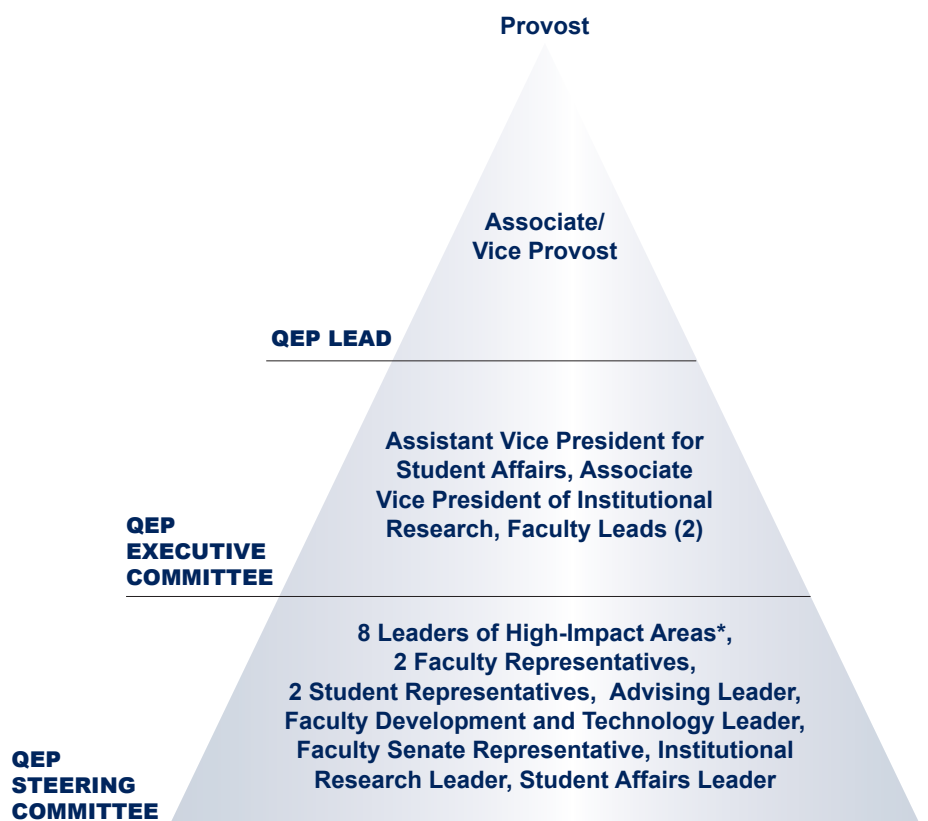 Provost
Associate/
Vice Provost
QEP LEAD
Assistant Vice President for
Student Affairs, Associate
Vice President of Institutional
Research, Faculty Leads (2)
QEP
EXECUTIVE
COMMITTEE
8 Leaders of High-Impact Areas*,
2 Faculty Representatives,
2 Student Representatives, Advising Leader,
Faculty Development and Technology Leader,
Faculty Senate Representative, Institutional
Research Leader, Student Affairs Leader
QEP
STEERING
COMMITTEE